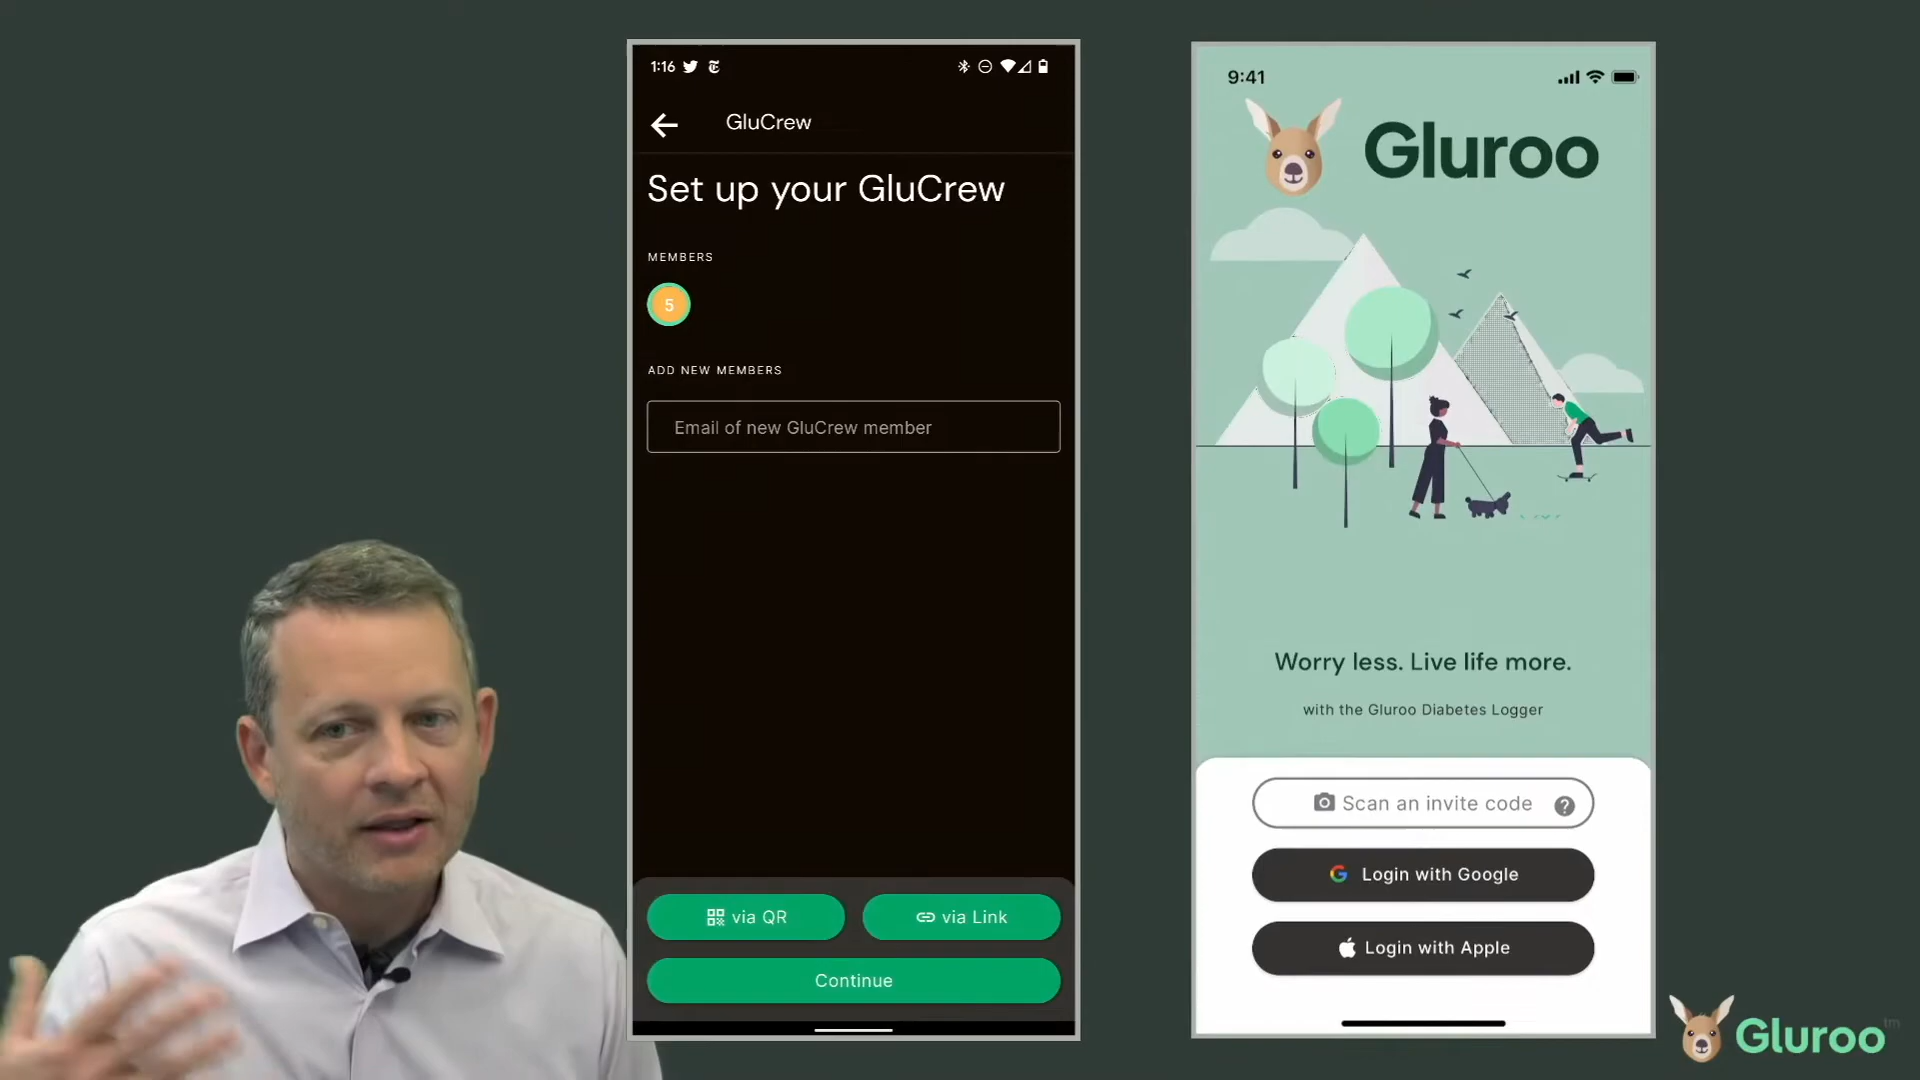 1:16
GluCrew
Set up your GluCrew
MEMBERS
5
ADD NEW MEMBERS
Email of new GluCrew member
via QR
via Link
Continue
9:41
Gluroo
Worry less. Live life more.
with the Gluroo Diabetes Logger
Scan an invite code
Login with Google
Login with Apple
Gluroo™